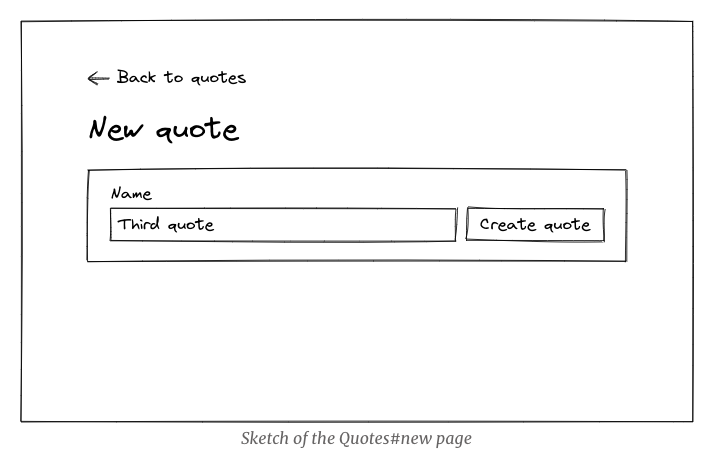 ← Back to quotes
New quote
Name
Third quote
Create quote
Sketch of the Quotes#new page